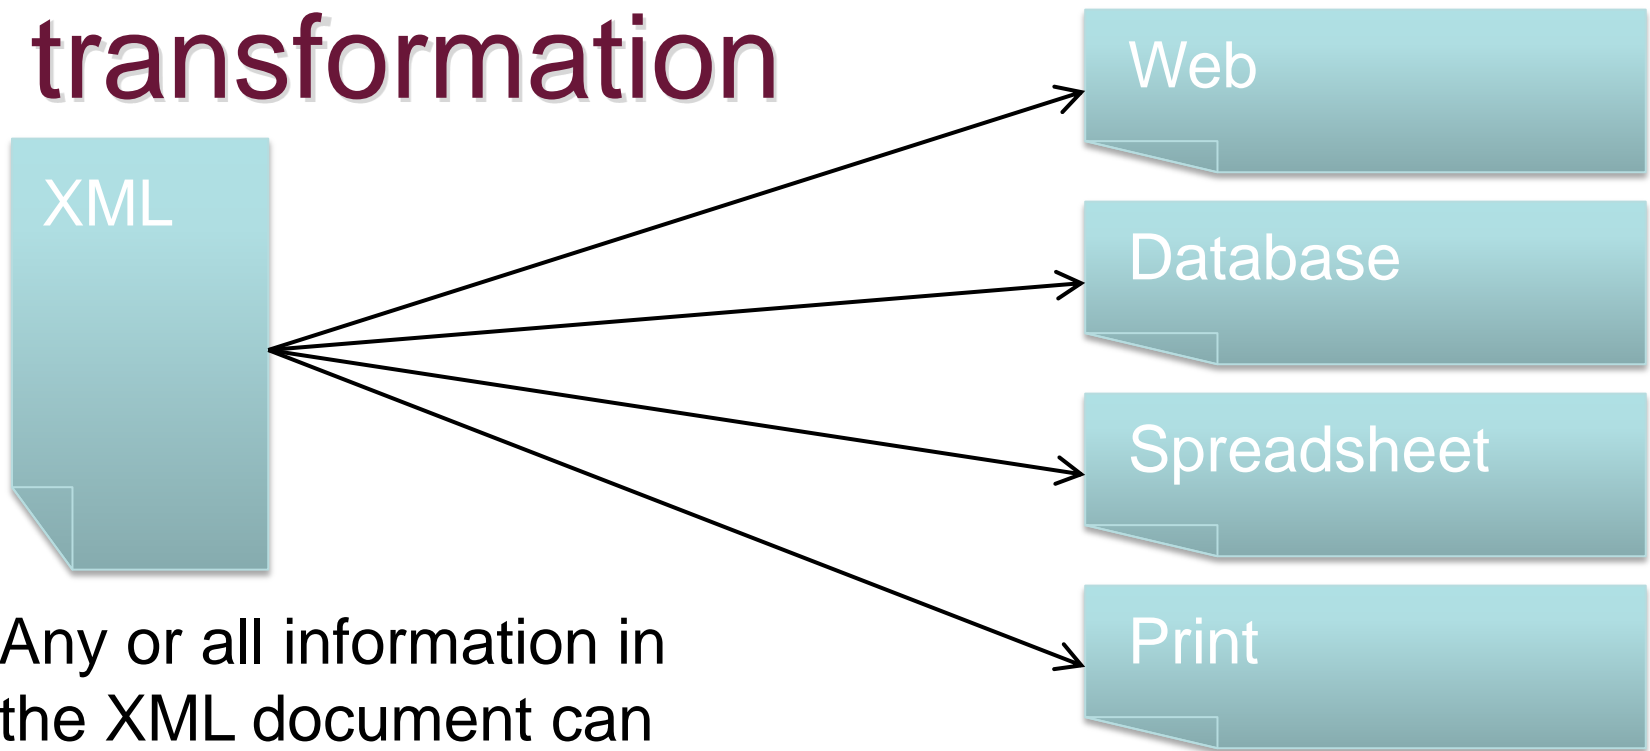 transformation
XML
Web
Database
Spreadsheet
Print
Any or all information in
the XML document can